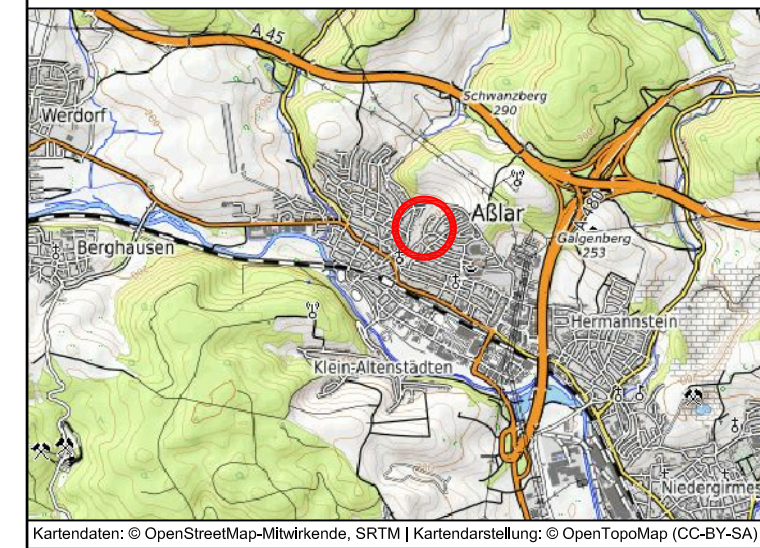 A 45
Schwanzberg
290
Werdorf
Aßlar
A 480
Galgenberg
253
Berghausen
Hermannstein
Klein-Altenstädten
Niedergirmes
Kartendaten: © OpenStreetMap-Mitwirkende, SRTM | Kartendarstellung: © OpenTopoMap (CC-BY-SA)